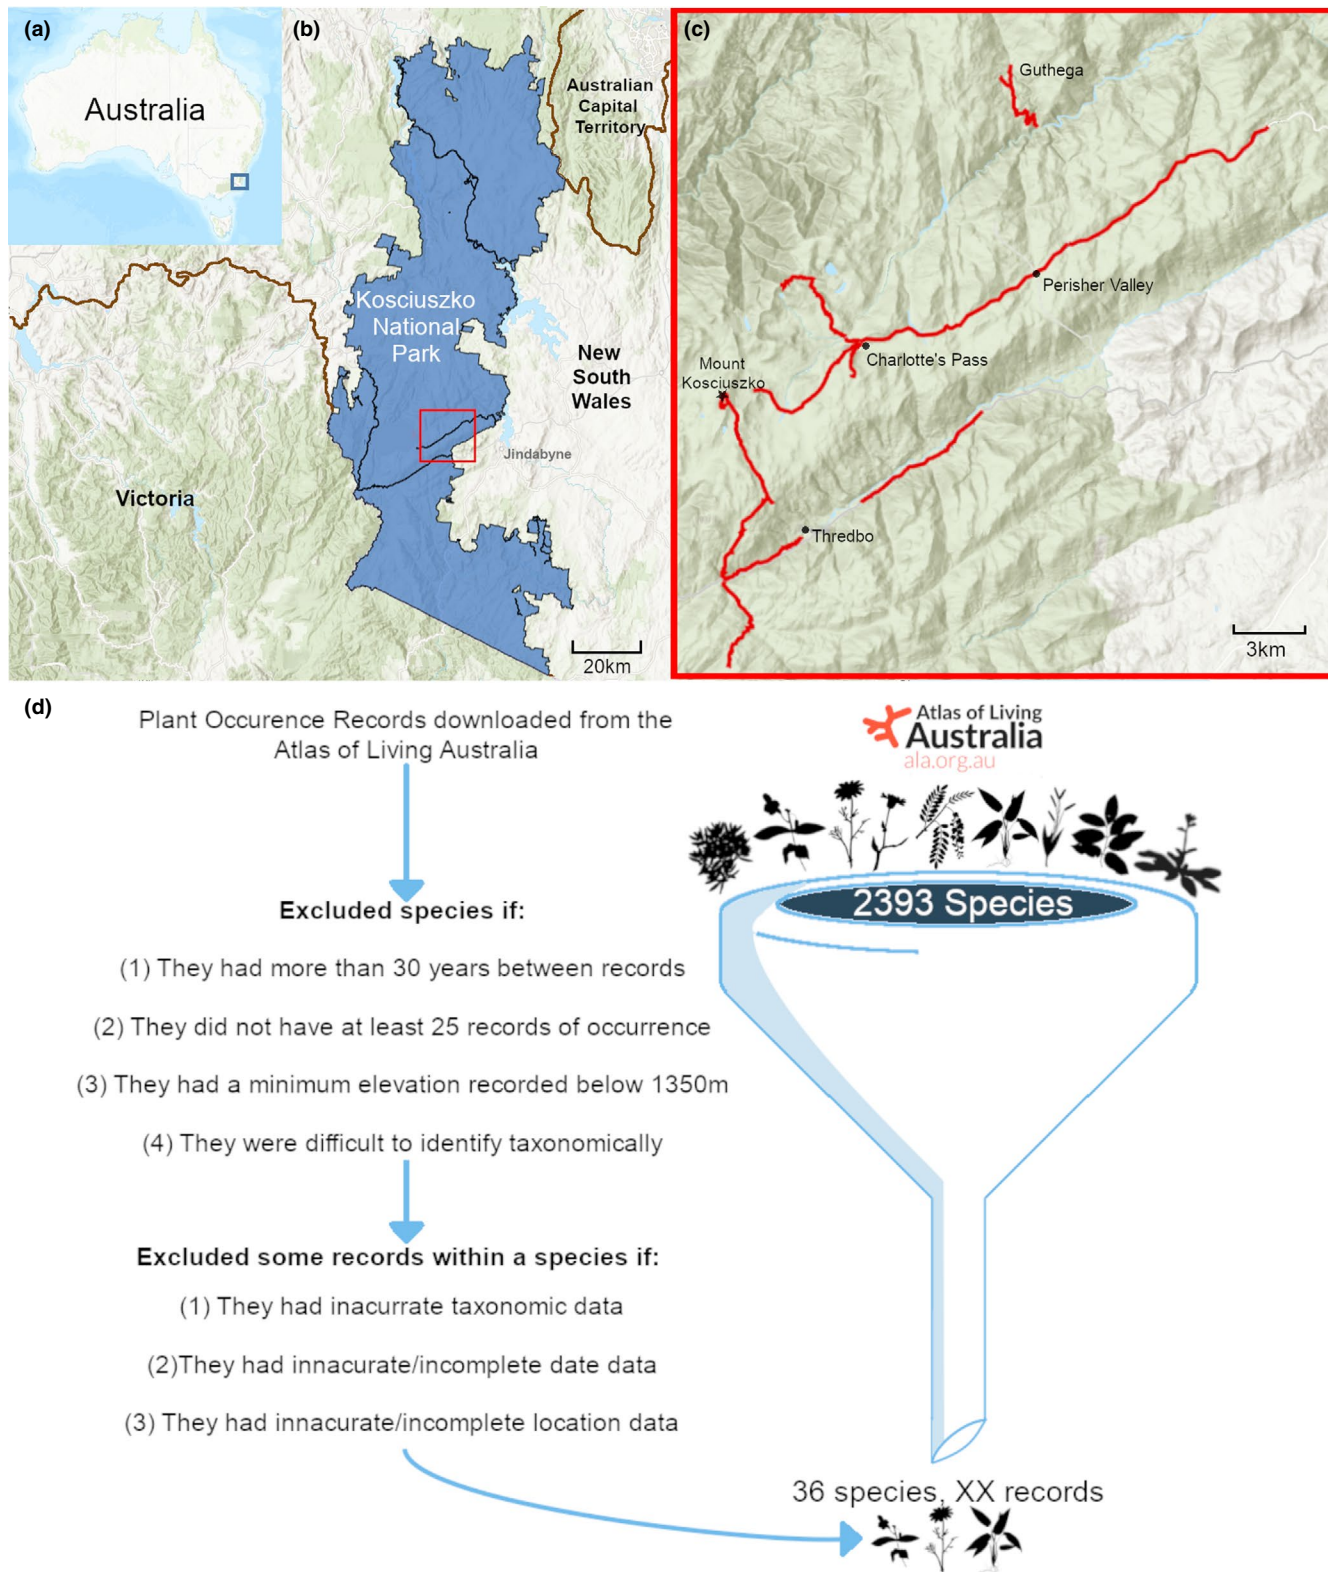 (a)
Australia
(b)
Australian
Capital
Territory
Kosciuszko
National
Park
New
South
Wales
Jindabyne
Victoria
20km
(c)
Guthega
Perisher Valley
Charlotte's Pass
Mount
Kosciuszko
Thredbo
3km
(d)
Plant Occurence Records downloaded from the
Atlas of Living Australia
Excluded species if:
(1) They had more than 30 years between records
(2) They did not have at least 25 records of occurrence
(3) They had a minimum elevation recorded below 1350m
(4) They were difficult to identify taxonomically
Excluded some records within a species if:
(1) They had inacurrate taxonomic data
(2)They had innacurate/incomplete date data
(3) They had innacurate/incomplete location data
Atlas of Living
Australia
ala.org.au
2393 Species
36 species, XX records